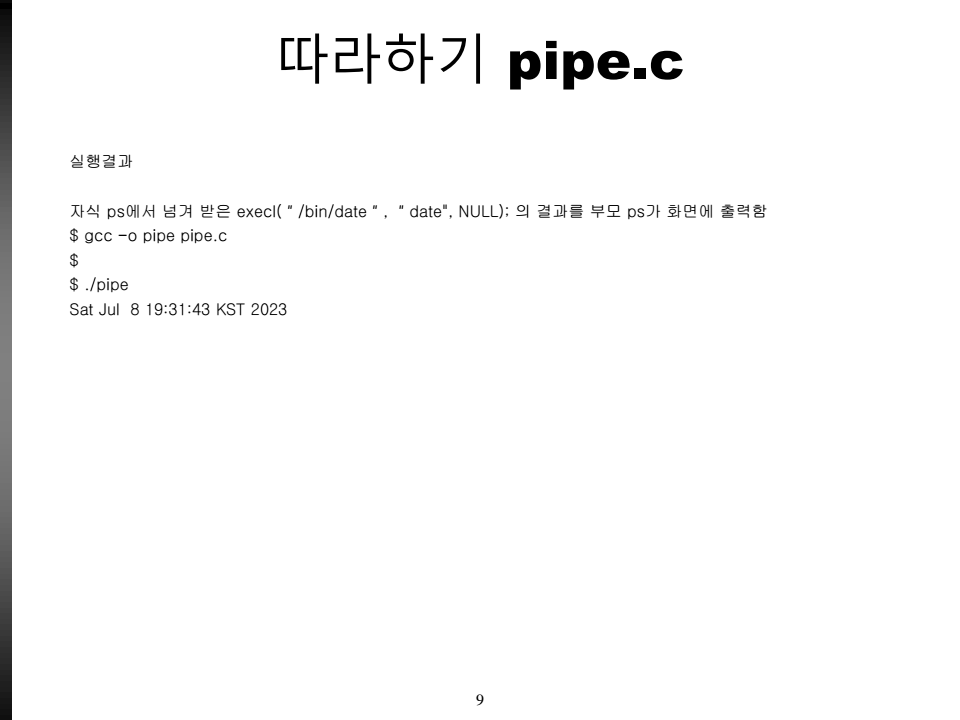 따라하기 pipe.c
실행결과
자식 ps에서 넘겨 받은 execl( " /bin/date " ,  " date", NULL); 의 결과를 부모 ps가 화면에 출력함
$ gcc –o pipe pipe.c
$
$ ./pipe
Sat Jul  8 19:31:43 KST 2023
9